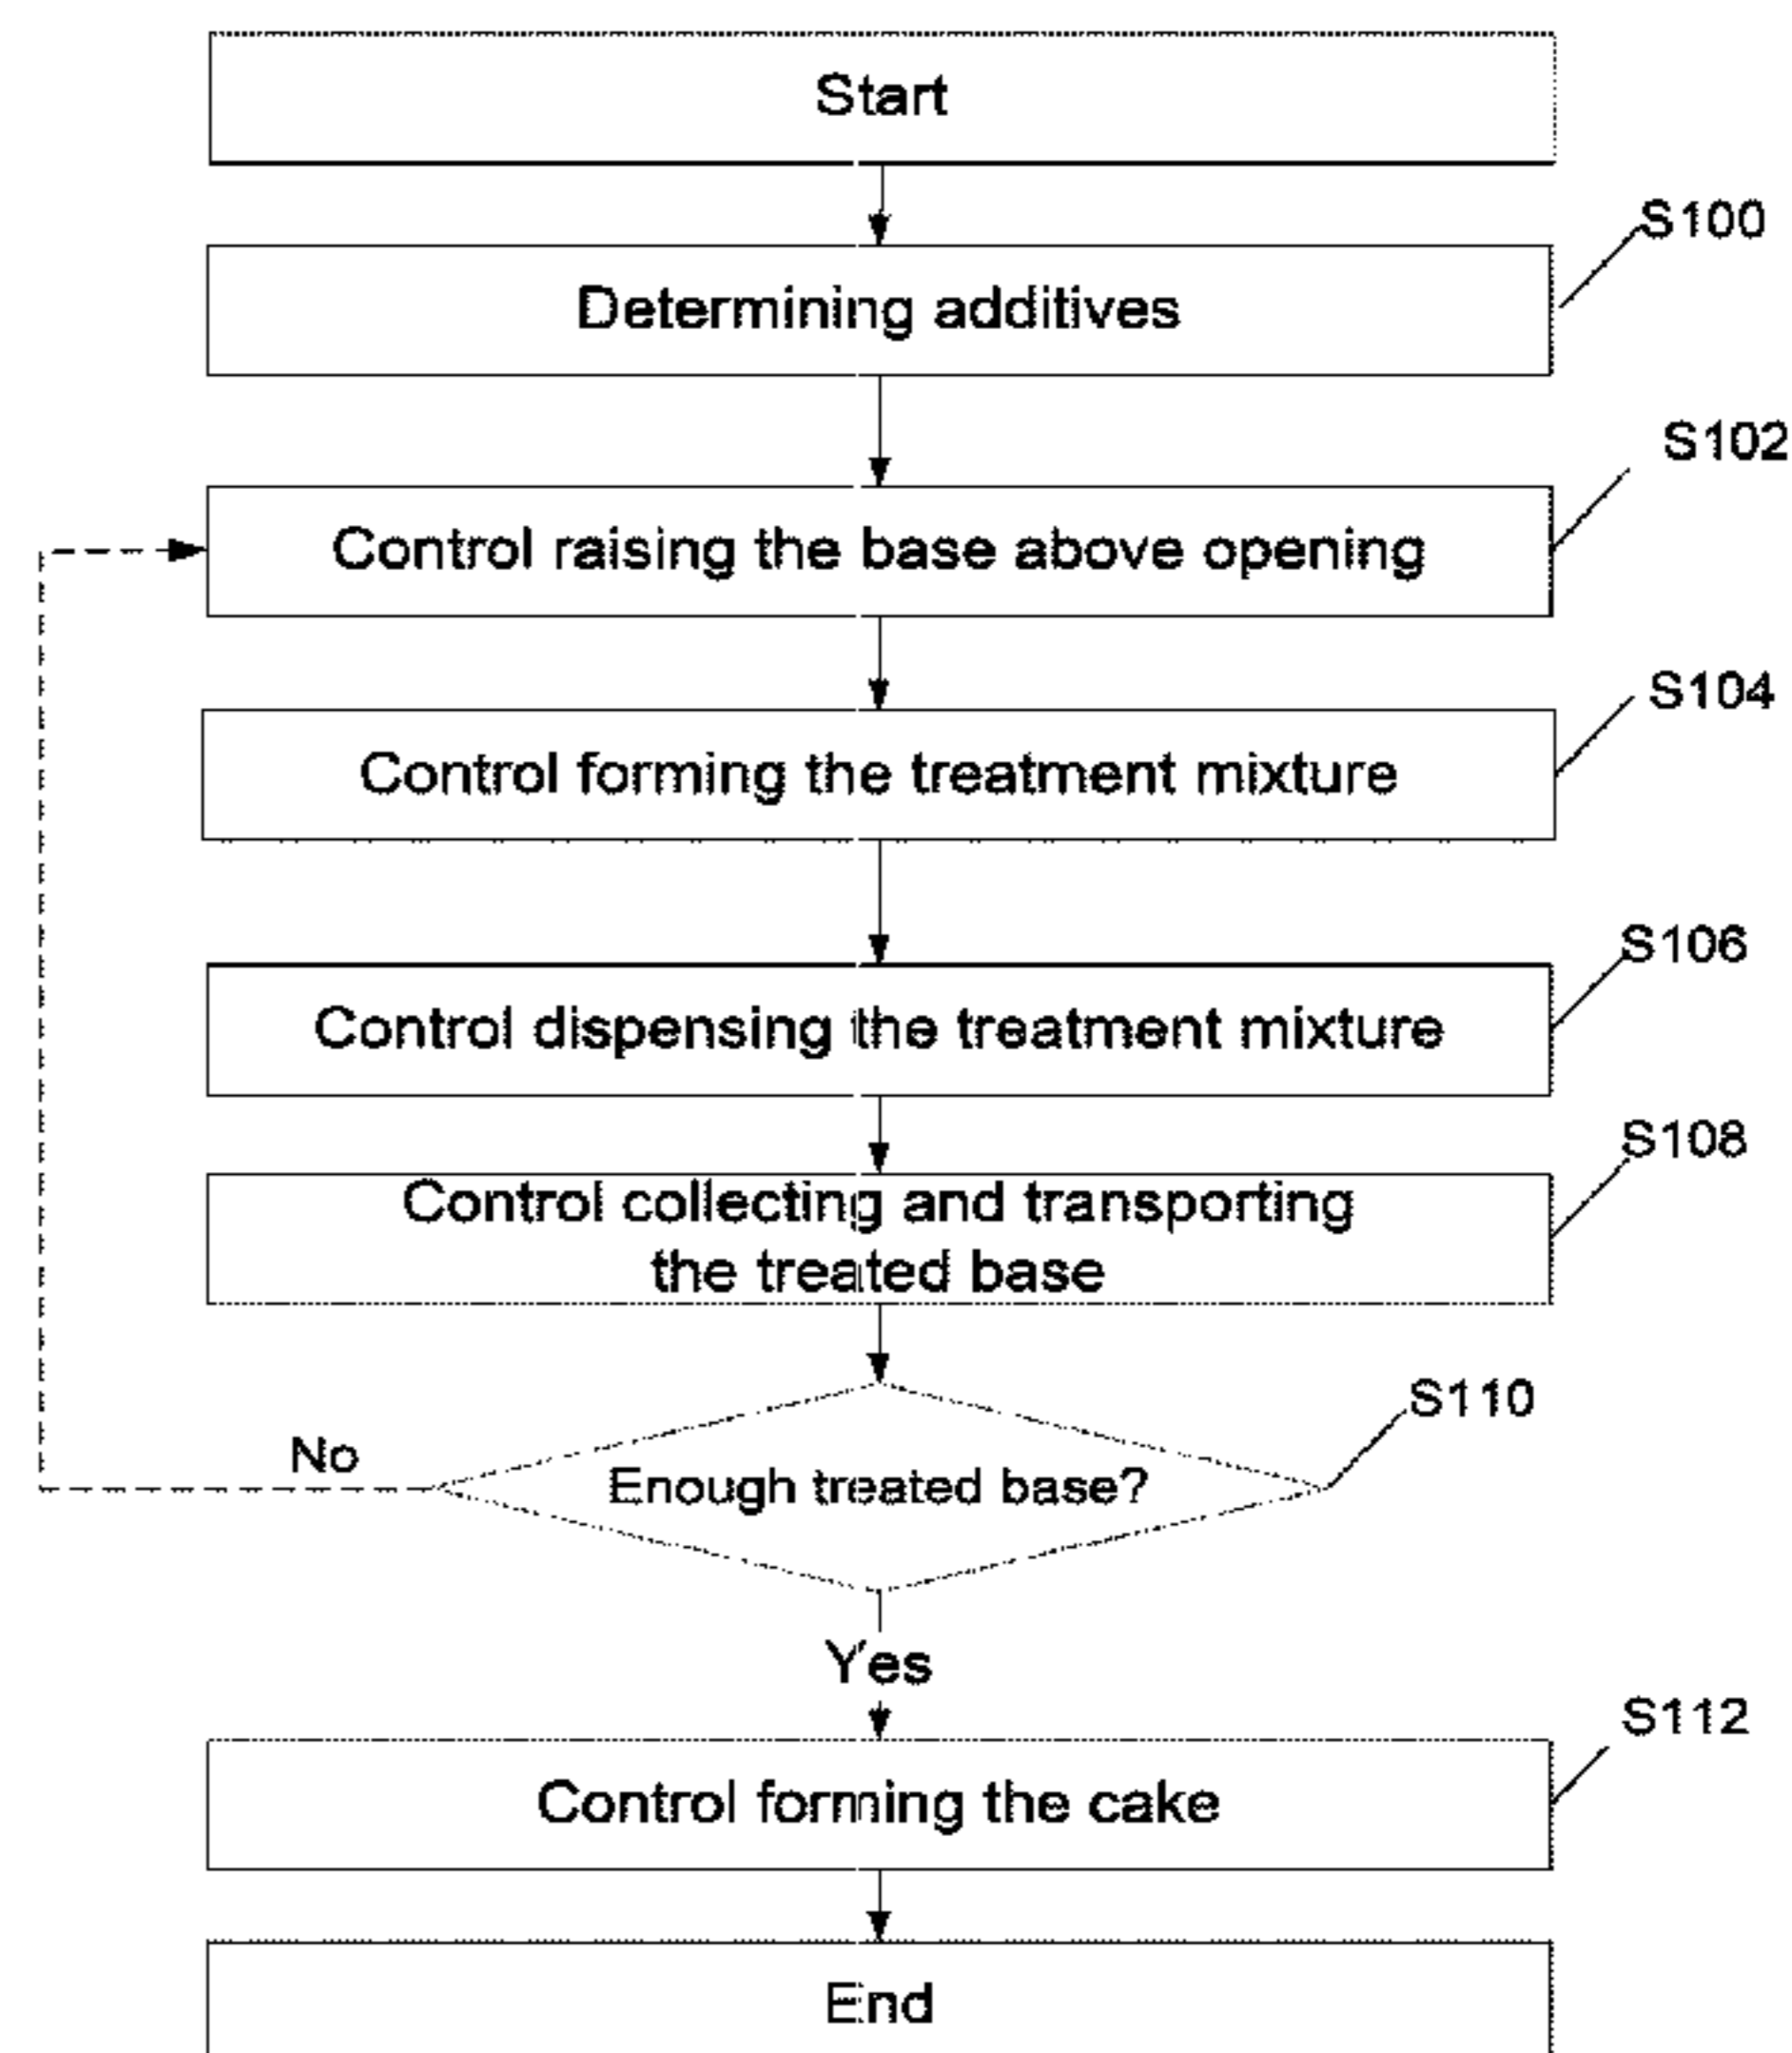 Start
S100
Determining additives
S102
Control raising the base above opening
S104
Control forming the treatment mixture
S106
Control dispensing the treatment mixture
S108
Control collecting and transporting
the treated base
S110
No
Enough treated base?
Yes
S112
Control forming the cake
End